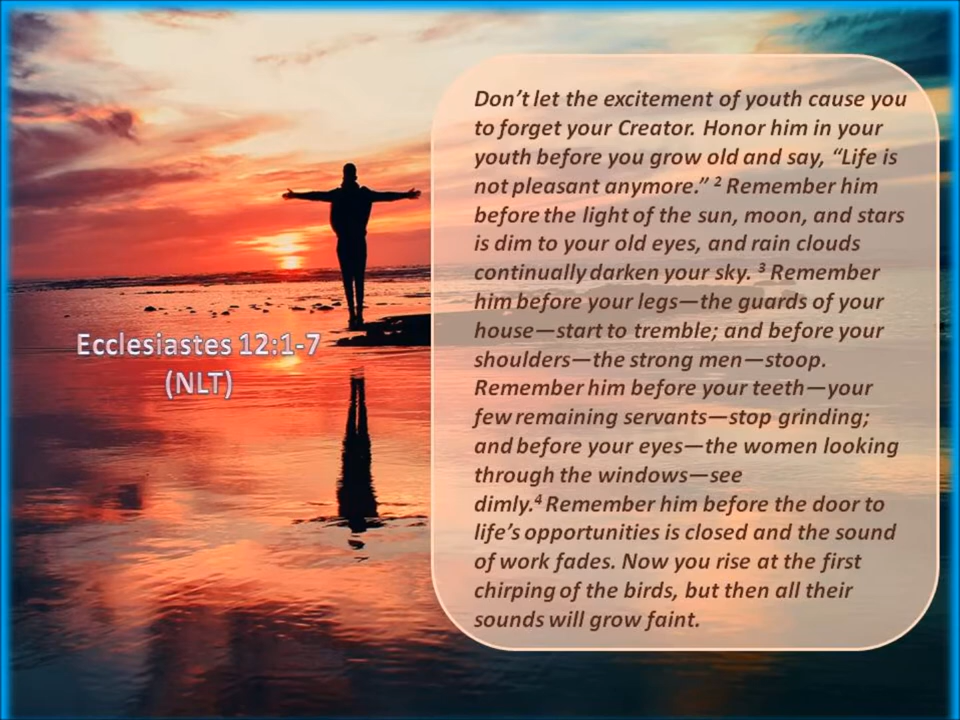 Ecclesiastes 12:1-7
(NLT)
Don’t let the excitement of youth cause you
to forget your Creator. Honor him in your
youth before you grow old and say, “Life is
not pleasant anymore.” ² Remember him
before the light of the sun, moon, and stars
is dim to your old eyes, and rain clouds
continually darken your sky. ³ Remember
him before your legs—the guards of your
house—start to tremble; and before your
shoulders—the strong men—stoop.
Remember him before your teeth—your
few remaining servants—stop grinding;
and before your eyes—the women looking
through the windows—see
dimly.⁴ Remember him before the door to
life’s opportunities is closed and the sound
of work fades. Now you rise at the first
chirping of the birds, but then all their
sounds will grow faint.